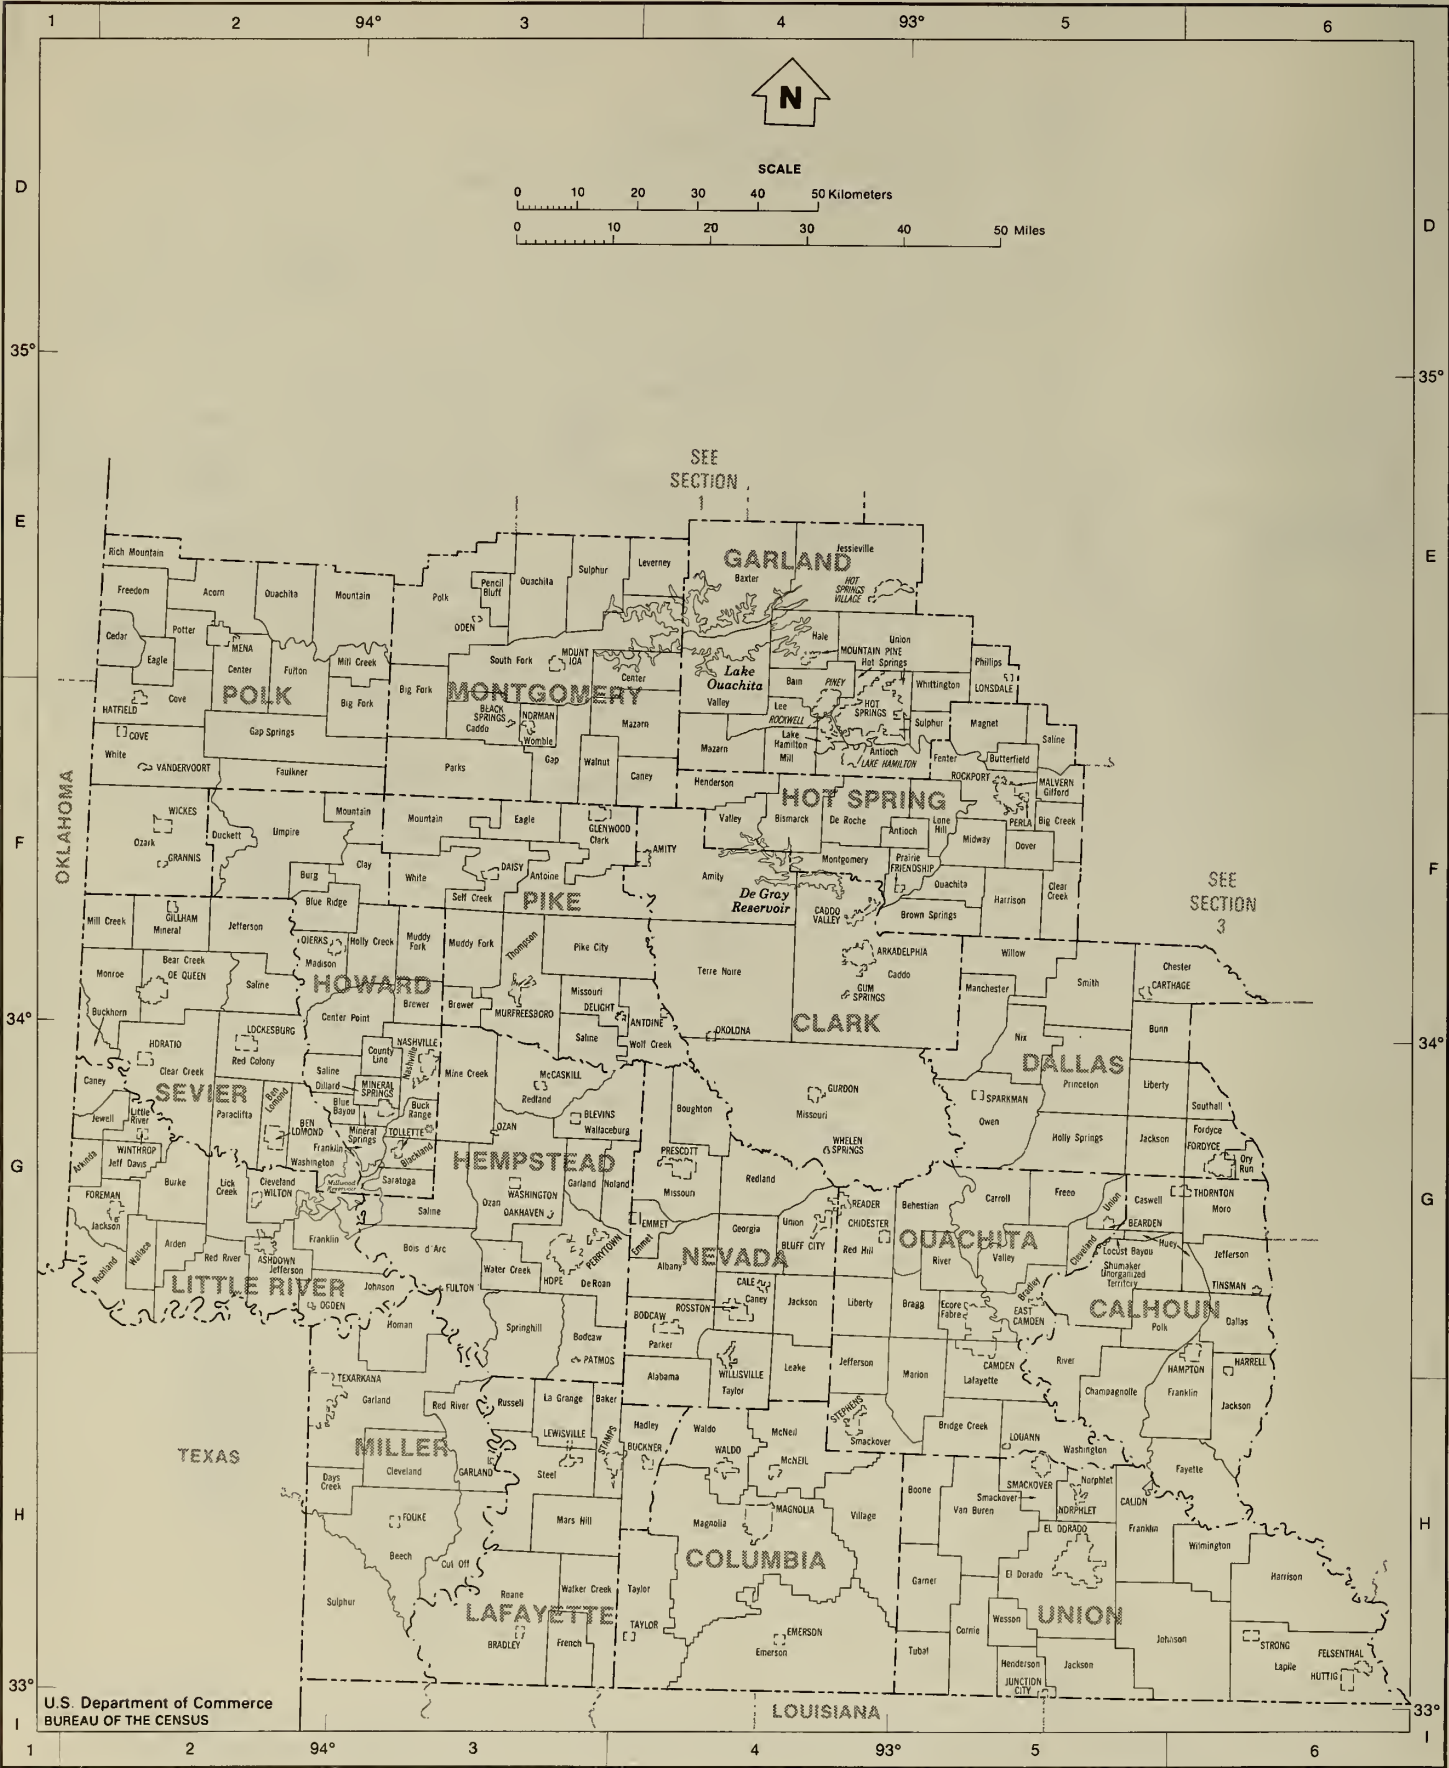 1 2 94° 3 4 93° 5 6
N
SCALE
0 10 20 30 40 50 Kilometers
0 10 20 30 40 50 Miles
D
D
35°
35°
SEE
SECTION
1
E
E
Rich Mountain
Freedom
Acorn
Ouachita
Mountain
Cedar
Potter
MENA
Eagle
Center
Fulton
Mill Creek
POLK
Cove
HATFIELD
Big Fork
COVE
Gap Springs
White
VANDERVOORT
Faulkner
WICKES
Ozark
GRANNIS
Polk
Pencil
Bluff
Ouachita
Sulphur
Leverney
ODEN
South Fork
MOUNT
IOA
Center
Big Fork
MONTGOMERY
BLACK
SPRINGS
Caddo
NORMAN
Womble
Mazarn
Parks
Gap
Walnut
Caney
GARLAND
Jessieville
Baxter
HOT
SPRINGS
VILLAGE
Hale
Union
MOUNTAIN PINE
Hot Springs
Phillips
LONSDALE
Lake
Ouachita
Bain
PINEY
Whittington
Valley
Lee
ROCKWELL
HOT
SPRINGS
Sulphur
Magnet
Lake
Hamilton
Mill
Mazarn
Antioch
LAKE HAMILTON
Saline
Fenter
Butterfield
Henderson
ROCKPORT
MALVERN
Gifford
HOT SPRING
Valley
Bismarck
De Roche
Antioch
Lone
Hill
PERLA
Big Creek
Midway
Dover
Montgomery
Prairie
FRIENDSHIP
Ouachita
Harrison
Clear
Creek
Brown Springs
OKLAHOMA
F
F
SEE
SECTION
3
Duckett
Umpire
Mountain
Clay
Burg
Blue Ridge
Mountain
Eagle
GLENWOOD
Clark
AMITY
White
DAISY
Antoine
Self Creek
PIKE
Amity
De Gray
Reservoir
CADDO
VALLEY
Mill Creek
GILLHAM
Mineral
Jefferson
DIERKS
Holly Creek
Muddy
Fork
Madison
Muddy Fork
Thompson
Pike City
Monroe
Bear Creek
DE QUEEN
Saline
HOWARD
Brewer
Brewer
MURFREESBORO
Missouri
DELIGHT
ANTOINE
Saline
Wolf Creek
Terre Noire
ARKADELPHIA
Caddo
GUM
SPRINGS
OKOLONA
CLARK
Willow
Manchester
Smith
Chester
CARTHAGE
Nix
Bunn
34°
34°
Buckhorn
HORATIO
LOCKESBURG
Red Colony
Clear Creek
Center Point
County
Line
NASHVILLE
Nashville
Caney
SEVIER
Saline
Dillard
MINERAL
SPRINGS
Blue
Bayou
Buck
Range
Mine Creek
McCASKILL
Redland
BLEVINS
Wallaceburg
OZAN
Boughton
GURDON
Missouri
DALLAS
Princeton
Liberty
SPARKMAN
Owen
Southall
Jewell
Little
River
Paraclifta
Ben
Lomond
BEN
LOMOND
Mineral
Springs
TOLLETTE
Franklin
Blackland
WINTHROP
Jeff Davis
Arkinda
Washington
Saratoga
Millwood
Reservoir
HEMPSTEAD
PRESCOTT
WHELEN
SPRINGS
Holly Springs
Jackson
Fordyce
FORDYCE
Ory
Run
G
G
Burke
Lick
Creek
Cleveland
WILTON
FOREMAN
Jackson
Ozan
WASHINGTON
OAKHAVEN
Garland
Noland
Missouri
Redland
Saline
EMMET
Emmet
Georgia
Union
BLUFF CITY
READER
CHIDESTER
Red Hill
Behestian
Carroll
Freeo
Union
Caswell
THORNTON
Moro
BEARDEN
OUACHITA
Valley
River
Cleveland
Locust Bayou
Huey
Jefferson
Shumaker
Unorganized
Territory
TINSMAN
Richland
Wallace
Arden
Red River
ASHDOWN
Jefferson
Franklin
Bois d'Arc
LITTLE RIVER
Johnson
FULTON
OGDEN
Homan
Water Creek
HOPE
PERRYTOWN
De Roan
Albany
NEVADA
CALE
Caney
Jackson
ROSSTON
BODCAW
Parker
Liberty
Bragg
Ecore
Fabre
Bradley
EAST
CAMDEN
CALHOUN
Polk
Dallas
Springhill
Bodcaw
PATMOS
Alabama
WILLISVILLE
Taylor
Leake
Jefferson
Marion
CAMDEN
Lafayette
River
HAMPTON
HARRELL
Champagnolle
Franklin
Jackson
TEXARKANA
Garland
Red River
Russell
La Grange
Baker
TEXAS
MILLER
Cleveland
GARLAND
LEWISVILLE
STAMPS
Steel
Days
Creek
Hadley
BUCKNER
Waldo
WALDO
McNeil
McNEIL
STEPHENS
Smackover
Bridge Creek
LOUANN
Washington
Fayette
H
H
FOUKE
Beech
Cut Off
Sulphur
Mars Hill
Roane
Walker Creek
LAFAYETTE
BRADLEY
French
Magnolia
MAGNOLIA
Village
COLUMBIA
Taylor
TAYLOR
EMERSON
Emerson
Boone
Van Buren
SMACKOVER
Smackover
Norphlet
NORPHLET
CALION
EL DORADO
Franklin
Wilmington
Harrison
Garner
El Dorado
Wesson
UNION
Cornie
Tubal
Henderson
JUNCTION
CITY
Jackson
Johnson
STRONG
Lapile
FELSENTHAL
HUTTIG
33°
33°
U.S. Department of Commerce
BUREAU OF THE CENSUS
LOUISIANA
I
I
1 2 94° 3 4 93° 5 6